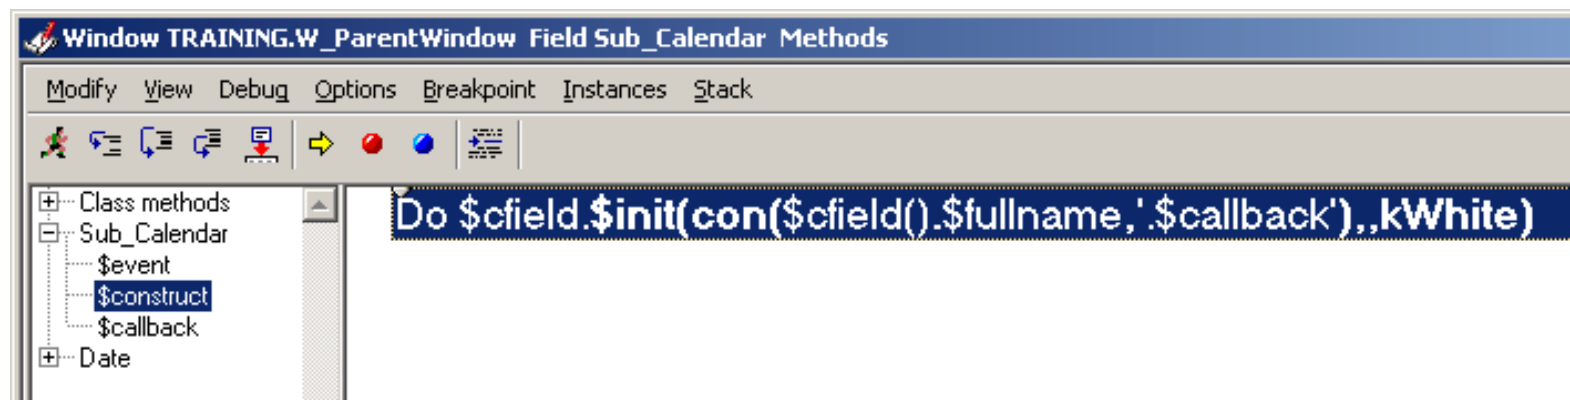 Window TRAINING.W_ParentWindow Field Sub_Calendar Methods
Modify View Debug Options Breakpoint Instances Stack
Class methods
Sub_Calendar
$event
$construct
$callback
Date
Do $cfield.$init(con($cfield().$fullname,'.$callback'),,kWhite)